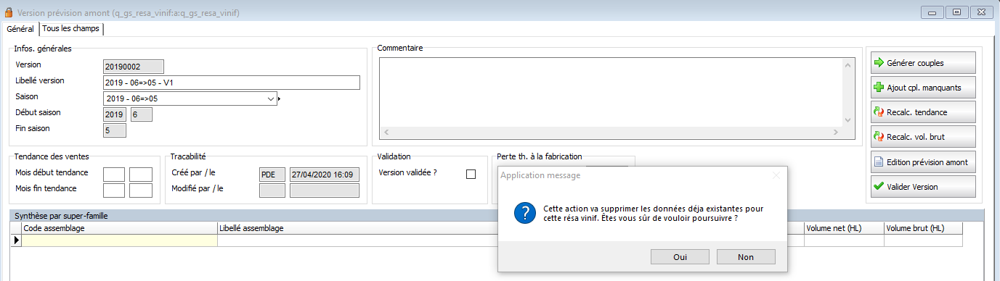 Version prévision amont (q_gs_resa_vinif:a:q_gs_resa_vinif)
Général
Tous les champs
Infos. générales
Version
20190002
Libellé version
2019 - 06=>05 - V1
Saison
2019 - 06=>05
Début saison
2019
6
Fin saison
5
Commentaire
Générer couples
Ajout cpl. manquants
Recalc. tendance
Recalc. vol. brut
Edition prévision amont
Valider Version
Tendance des ventes
Mois début tendance
Mois fin tendance
Tracabilité
Créé par / le
PDE
27/04/2020 16:09
Modifié par / le
Validation
Version validée ?
Perte th. à la fabrication
Application message
Cette action va supprimer les données déja existantes pour
cette résa vinif. Êtes vous sûr de vouloir poursuivre ?
Oui
Non
Synthèse par super-famille
Code assemblage
Libellé assemblage
Volume net (HL)
Volume brut (HL)